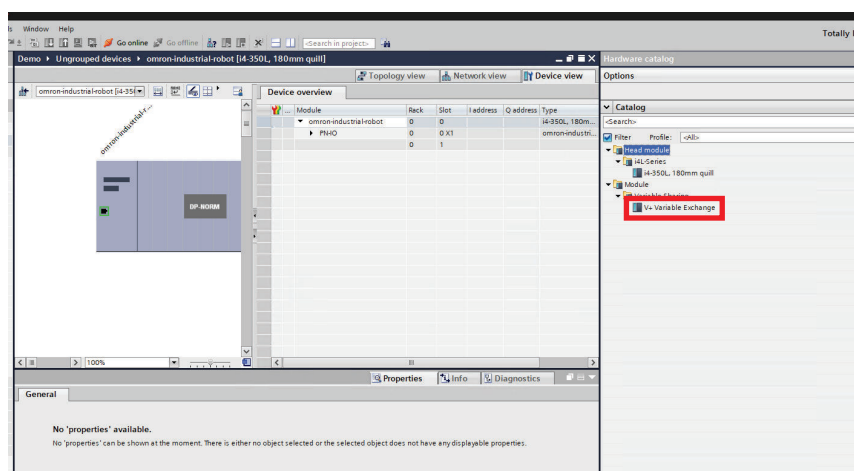 ls Window Help
Totally I
Go online Go offline <Search in project>
Demo ▸ Ungrouped devices ▸ omron-industrial-robot [i4-350L, 180mm quill]
Hardware catalog
Topology view Network view Device view
Options
omron-industrial-robot [i4-35(
Device overview
... Module Rack Slot I address Q address Type
omron-industrial-robot 0 0 i4-350L, 180m...
PN-IO 0 0 X1 omron-industri...
0 1
omron-industrial-r...
DP-NORM
Catalog
<Search>
Filter Profile: <All>
Head module
i4L-Series
i4-350L, 180mm quill
Module
Variable Sharing
V+ Variable Exchange
100%
Properties Info Diagnostics
General
No 'properties' available.
No 'properties' can be shown at the moment. There is either no object selected or the selected object does not have any displayable properties.